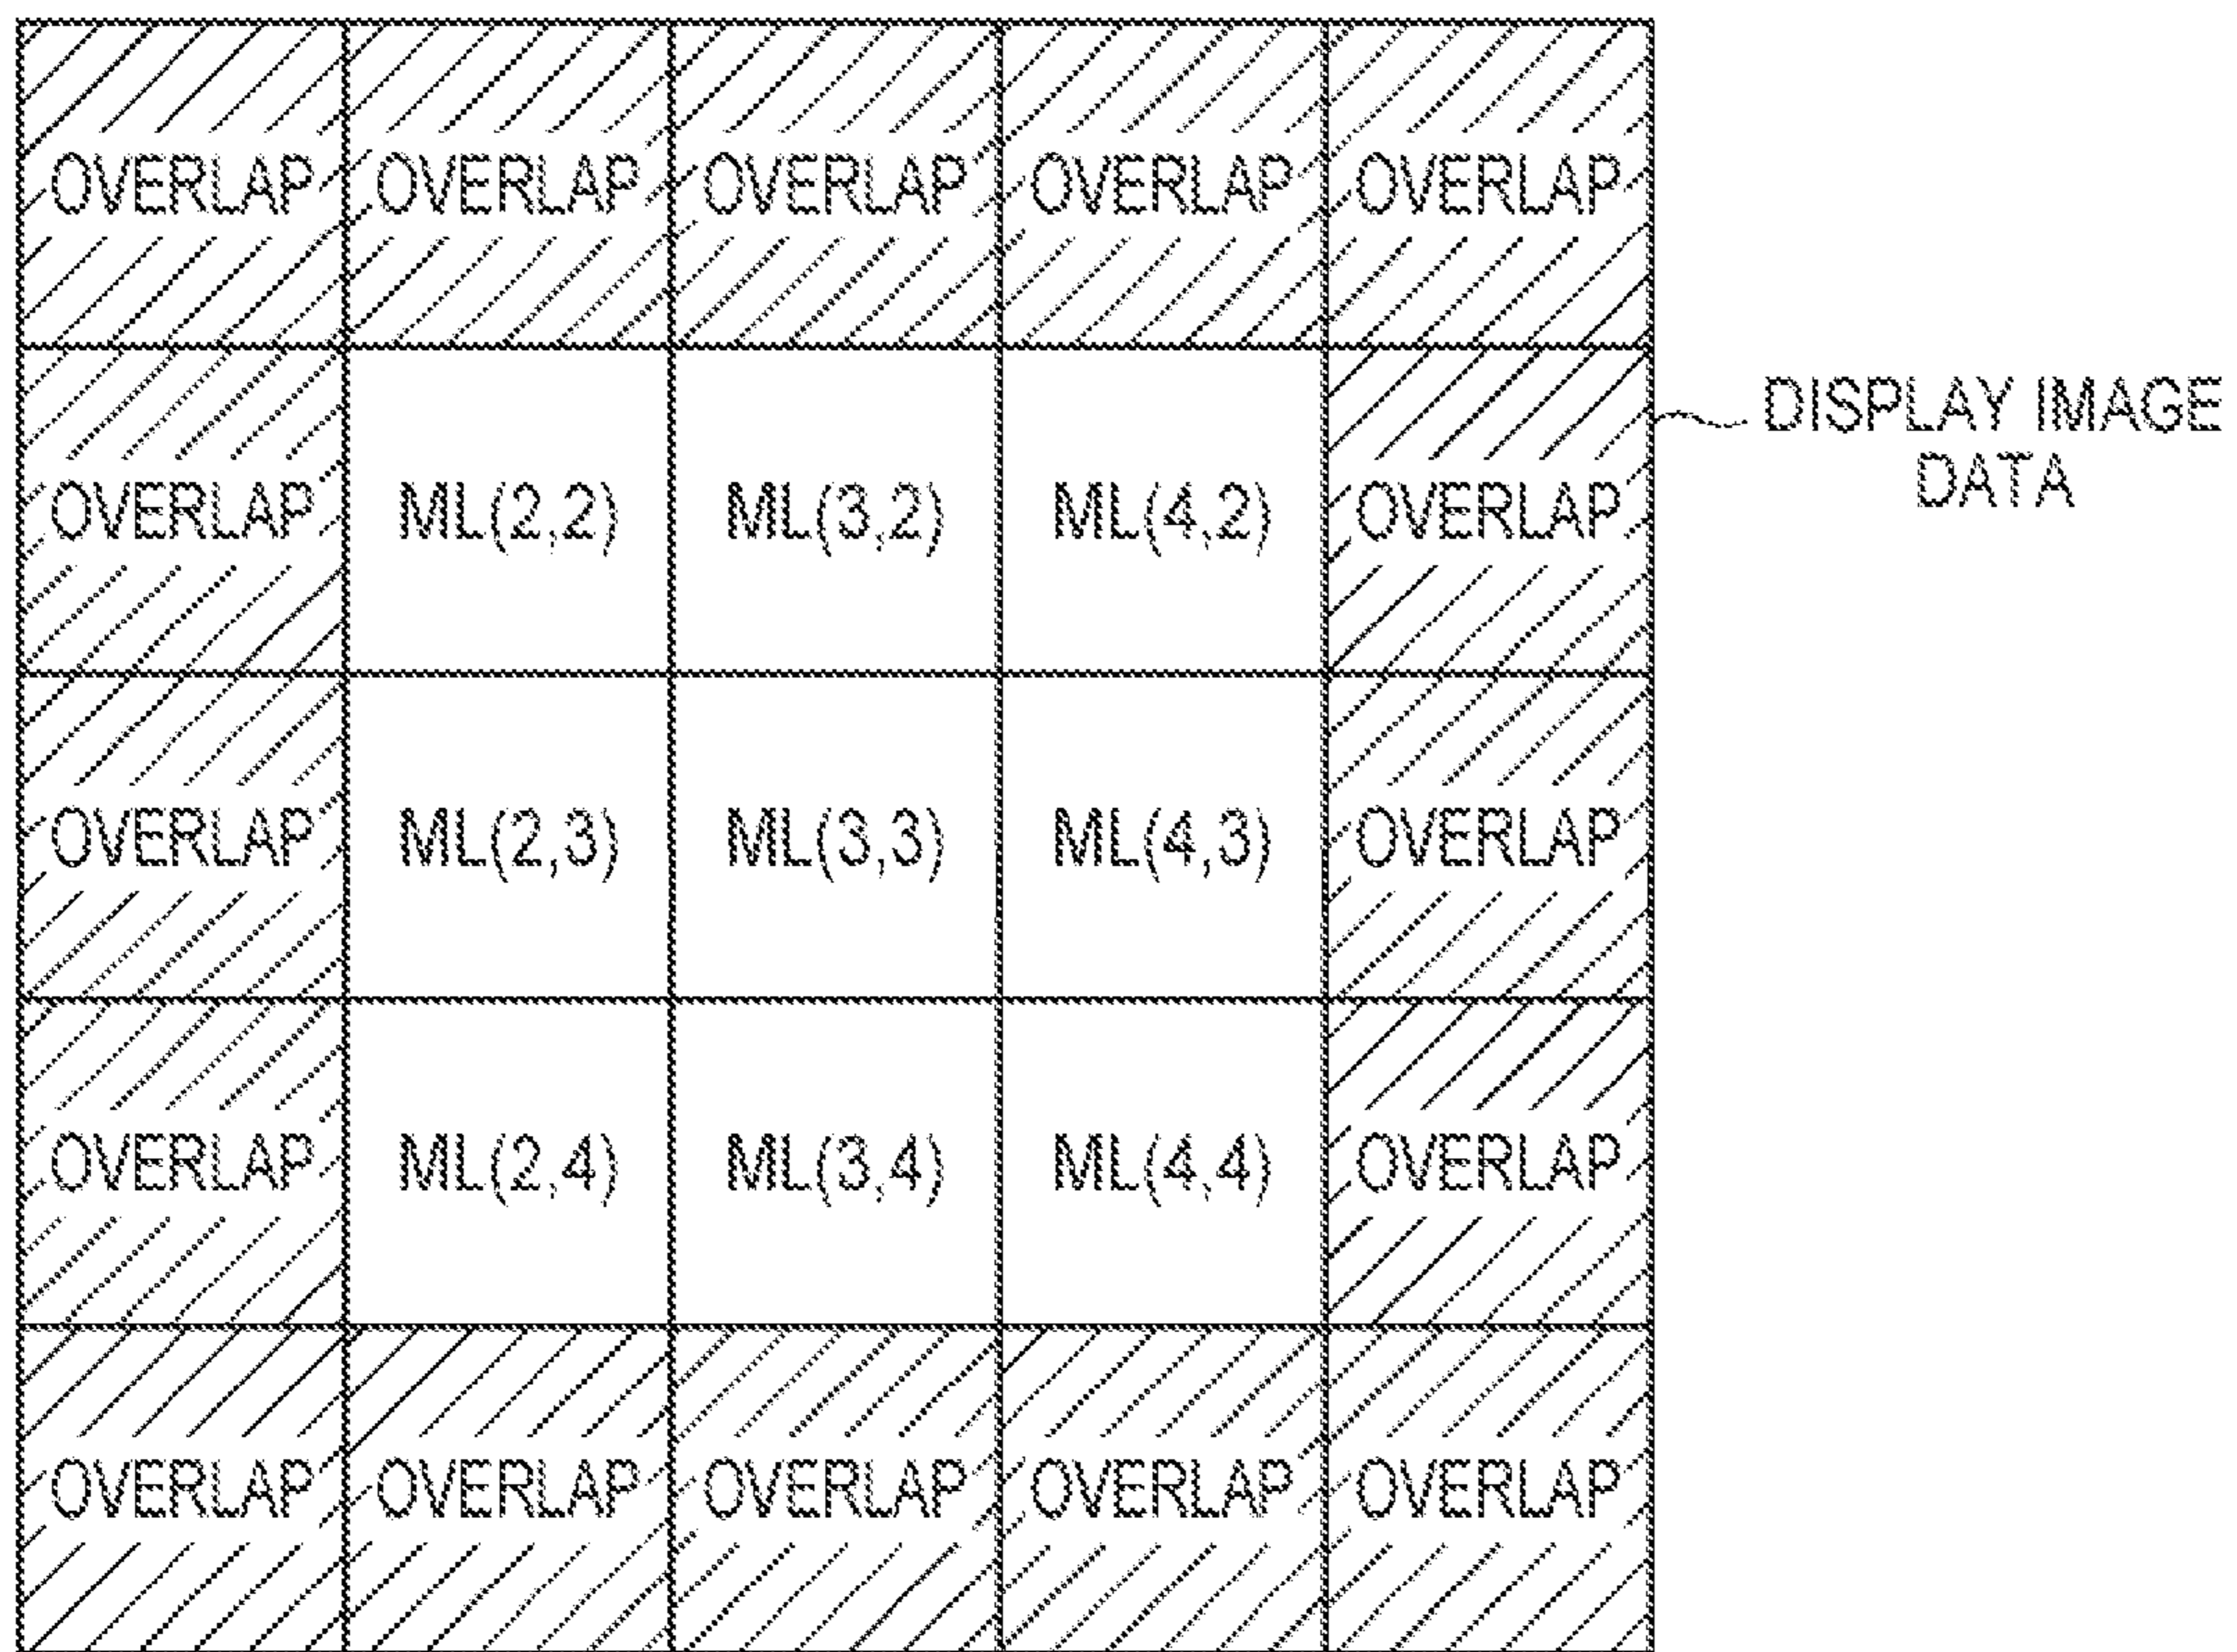 OVERLAP OVERLAP OVERLAP OVERLAP OVERLAP
OVERLAP ML(2,2) ML(3,2) ML(4,2) OVERLAP
DISPLAY IMAGE
DATA
OVERLAP ML(2,3) ML(3,3) ML(4,3) OVERLAP
OVERLAP ML(2,4) ML(3,4) ML(4,4) OVERLAP
OVERLAP OVERLAP OVERLAP OVERLAP OVERLAP